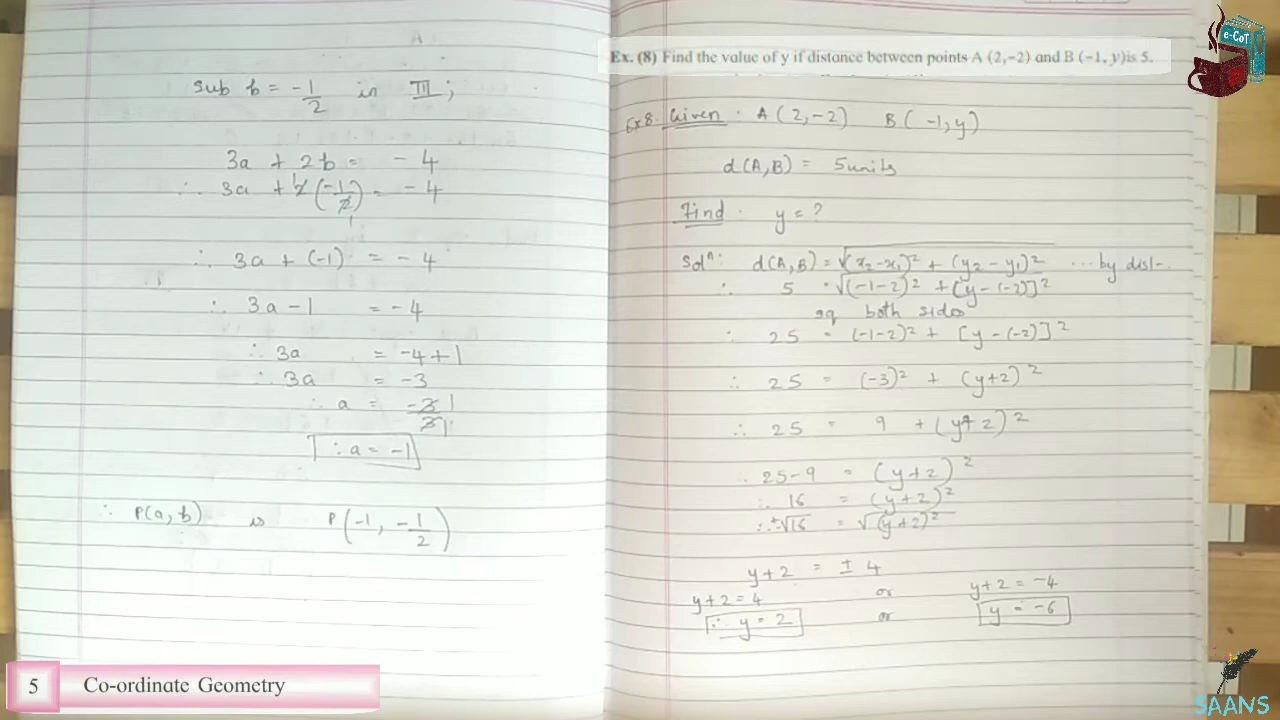 Sub b = -1/2 in III ;
3a + 2b = -4
∴ 3a + 2(-1/2) = -4
∴ 3a + (-1) = -4
∴ 3a - 1 = -4
∴ 3a = -4 + 1
∴ 3a = -3
∴ a = -3/3
∴ a = -1
∴ P(a, b) is P(-1, -1/2)
5 Co-ordinate Geometry
Ex. (8) Find the value of y if distance between points A (2,-2) and B (-1, y)is 5.
Ex8. Given : A(2,-2) B(-1,y)
d(A,B) = 5units
Find : y = ?
Solⁿ: d(A,B) = √(x₂-x₁)² + (y₂-y₁)² ... by dist.
∴ 5 = √(-1-2)² + [y-(-2)]²
sq both sides
∴ 25 = (-1-2)² + [y-(-2)]²
∴ 25 = (-3)² + (y+2)²
∴ 25 = 9 + (y+2)²
∴ 25-9 = (y+2)²
∴ 16 = (y+2)²
∴ ±√16 = √(y+2)²
y+2 = ± 4
y+2 = 4 or y+2 = -4
∴ y = 2 or y = -6
e-CoT
SAANS